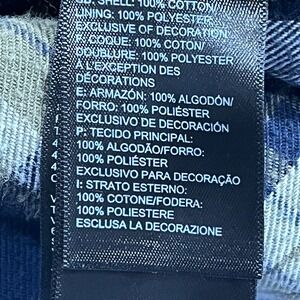 SHELL: 100% COTTON/
LINING: 100% POLYESTER,
EXCLUSIVE OF DECORATION
F: COQUE: 100% COTON/
DOUBLURE: 100% POLYESTER
À L'EXCEPTION DES
DÉCORATIONS
E: ARMAZÓN: 100% ALGODÓN/
FORRO: 100% POLIÉSTER
EXCLUSIVO DE DECORACIÓN
P: TECIDO PRINCIPAL:
100% ALGODÃO/FORRO:
100% POLIÉSTER
EXCLUSIVO PARA DECORAÇÃO
I: STRATO ESTERNO:
100% COTONE/FODERA:
100% POLIESTERE
ESCLUSA LA DECORAZIONE